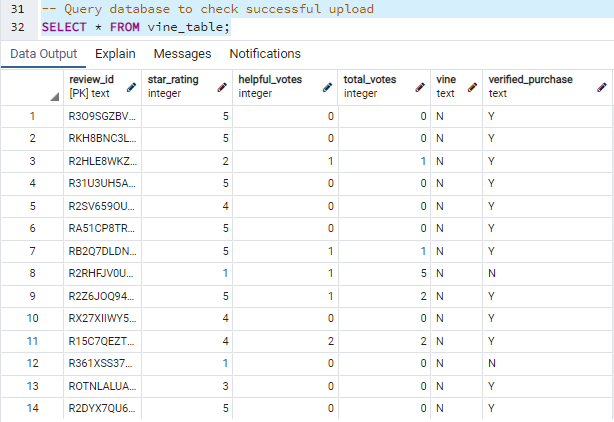 31 -- Query database to check successful upload
32 SELECT * FROM vine_table;
Data Output Explain Messages Notifications
review_id star_rating helpful_votes total_votes vine verified_purchase
[PK] text integer integer integer text text
1 R3O9SGZBV... 5 0 0 N Y
2 RKH8BNC3L... 5 0 0 N Y
3 R2HLE8WKZ... 2 1 1 N Y
4 R31U3UH5A... 5 0 0 N Y
5 R2SV659OU... 4 0 0 N Y
6 RA51CP8TR... 5 0 0 N Y
7 RB2Q7DLDN... 5 1 1 N Y
8 R2RHFJV0U... 1 1 5 N N
9 R2Z6JOQ94... 5 1 2 N Y
10 RX27XIIWY5... 4 0 0 N Y
11 R15C7QEZT... 4 2 2 N Y
12 R361XSS37... 1 0 0 N N
13 ROTNLALUA... 3 0 0 N Y
14 R2DYX7QU6... 5 0 0 N Y